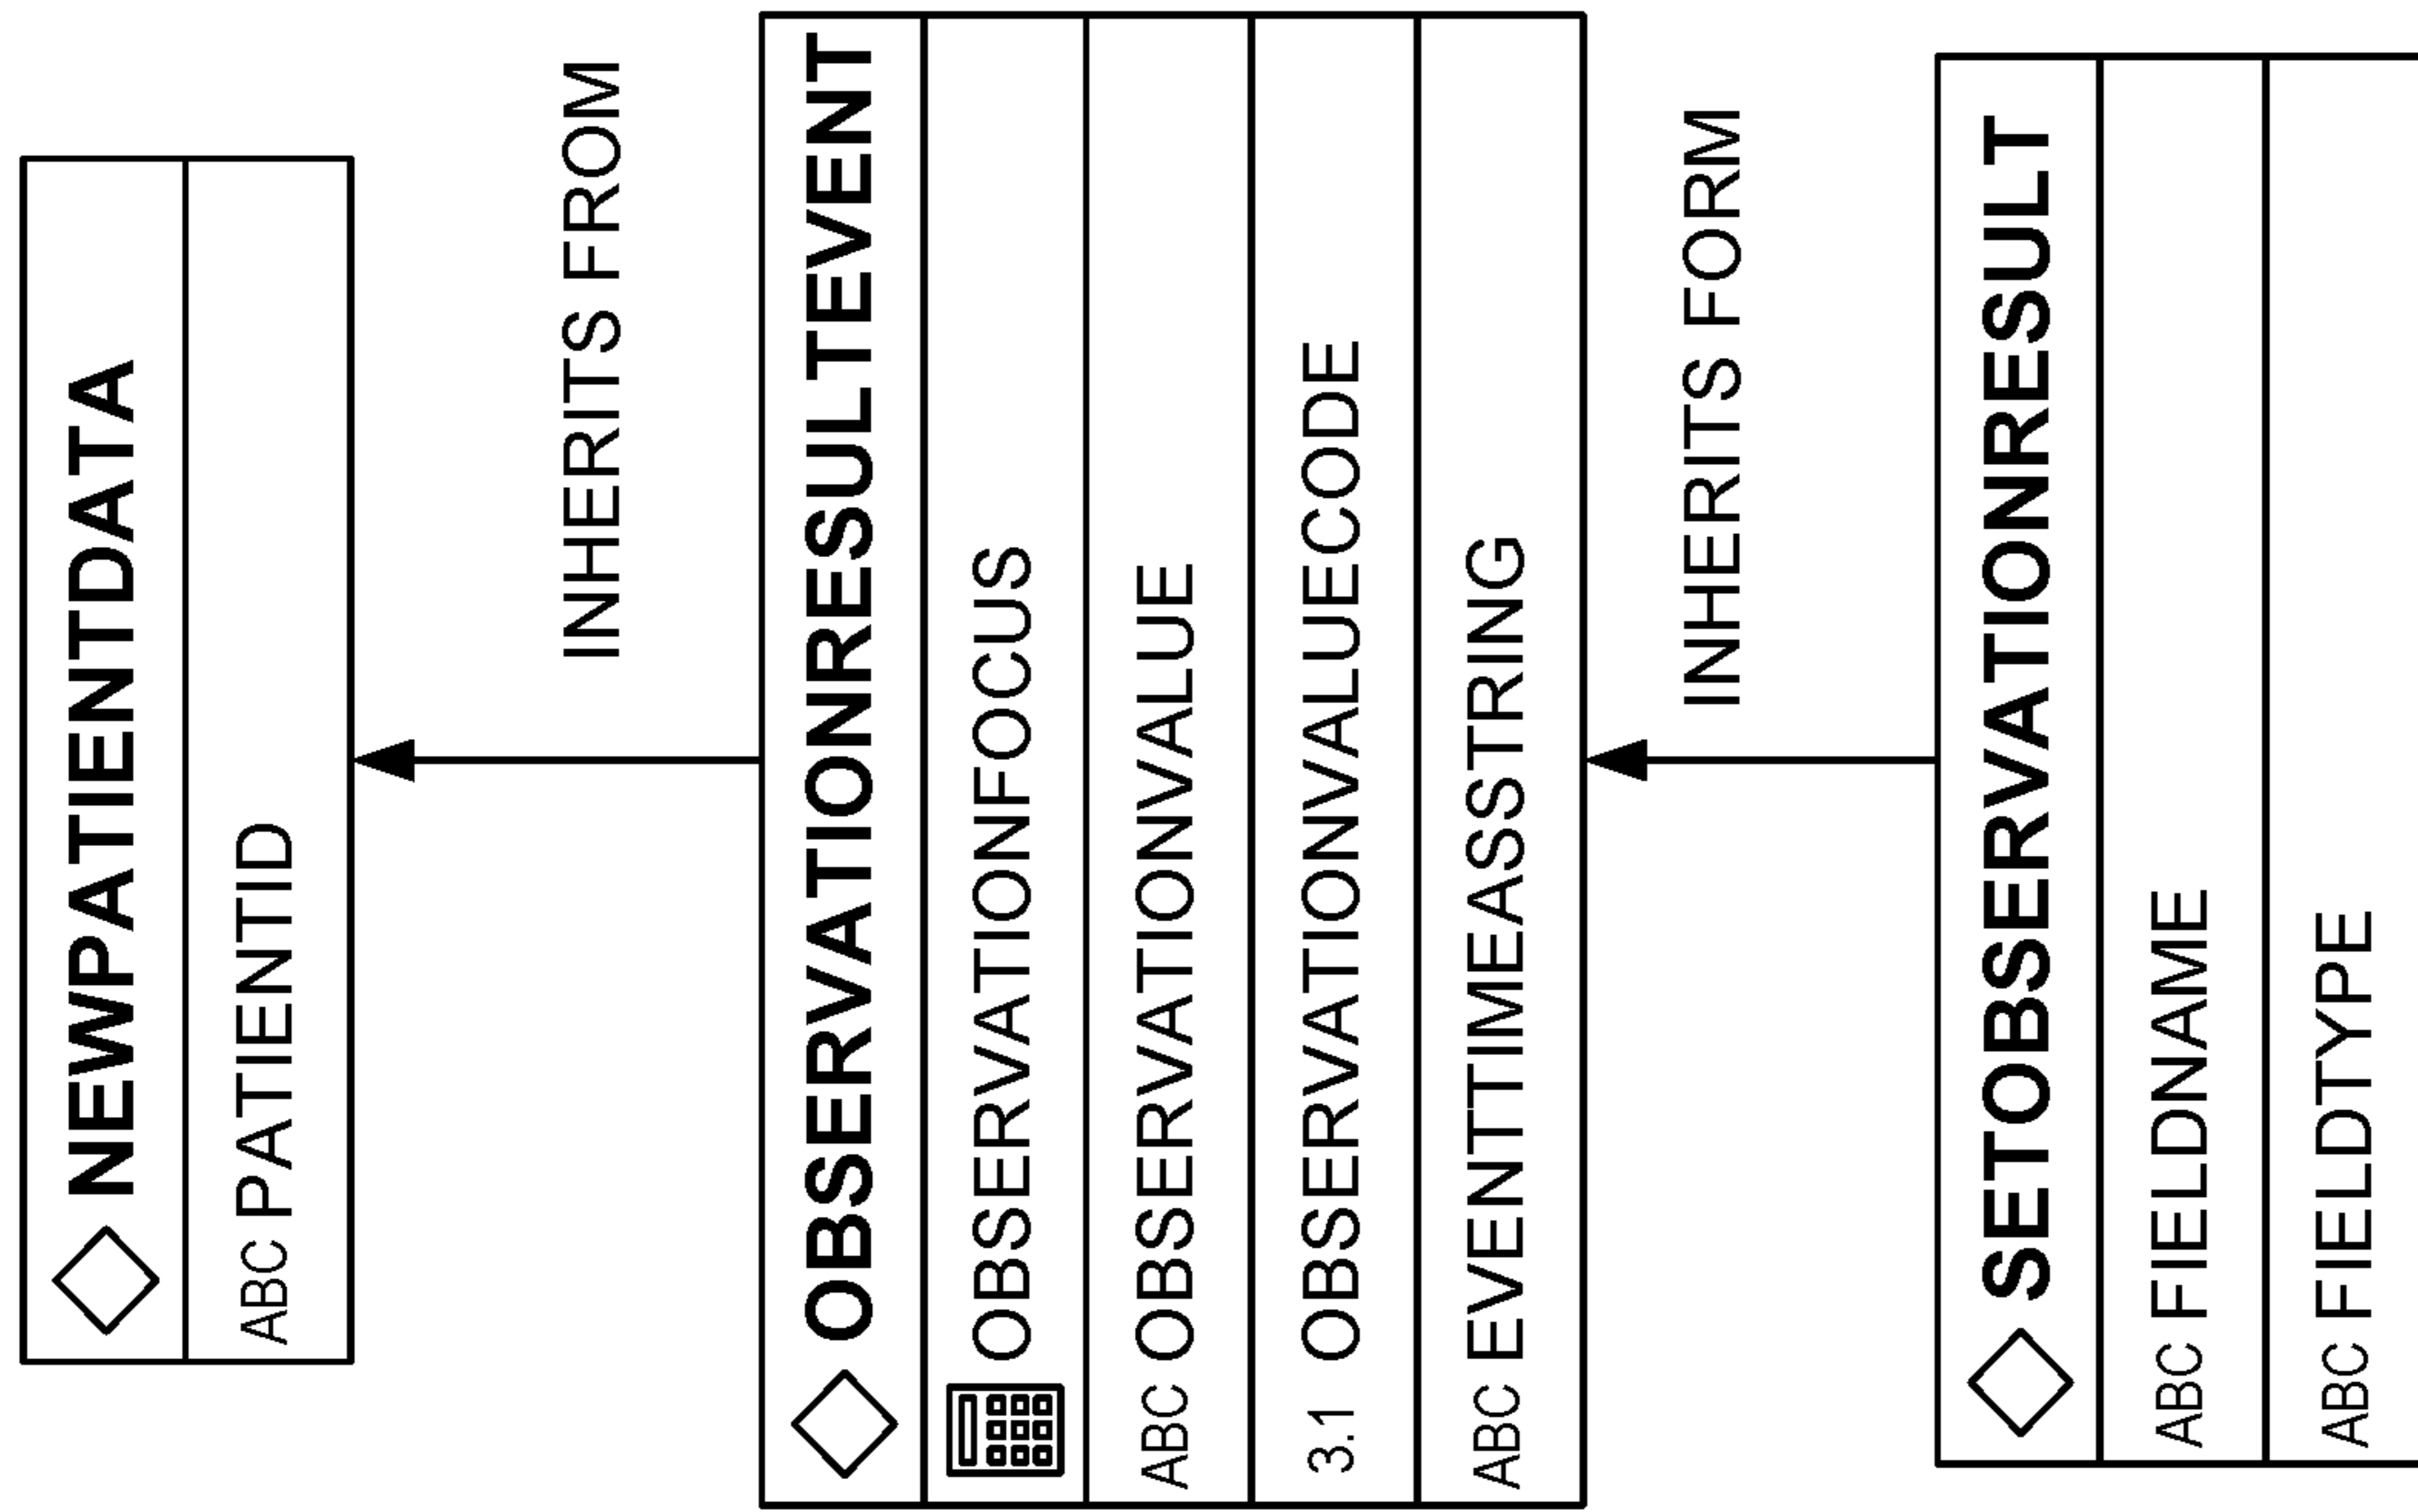 NEWPATIENTDATA
ABC PATIENTID
INHERITS FROM
OBSERVATIONRESULTEVENT
OBSERVATIONFOCUS
ABC OBSERVATIONVALUE
3.1 OBSERVATIONVALUECODE
ABC EVENTTIMEASSTRING
INHERITS FORM
SETOBSERVATIONRESULT
ABC FIELDNAME
ABC FIELDTYPE